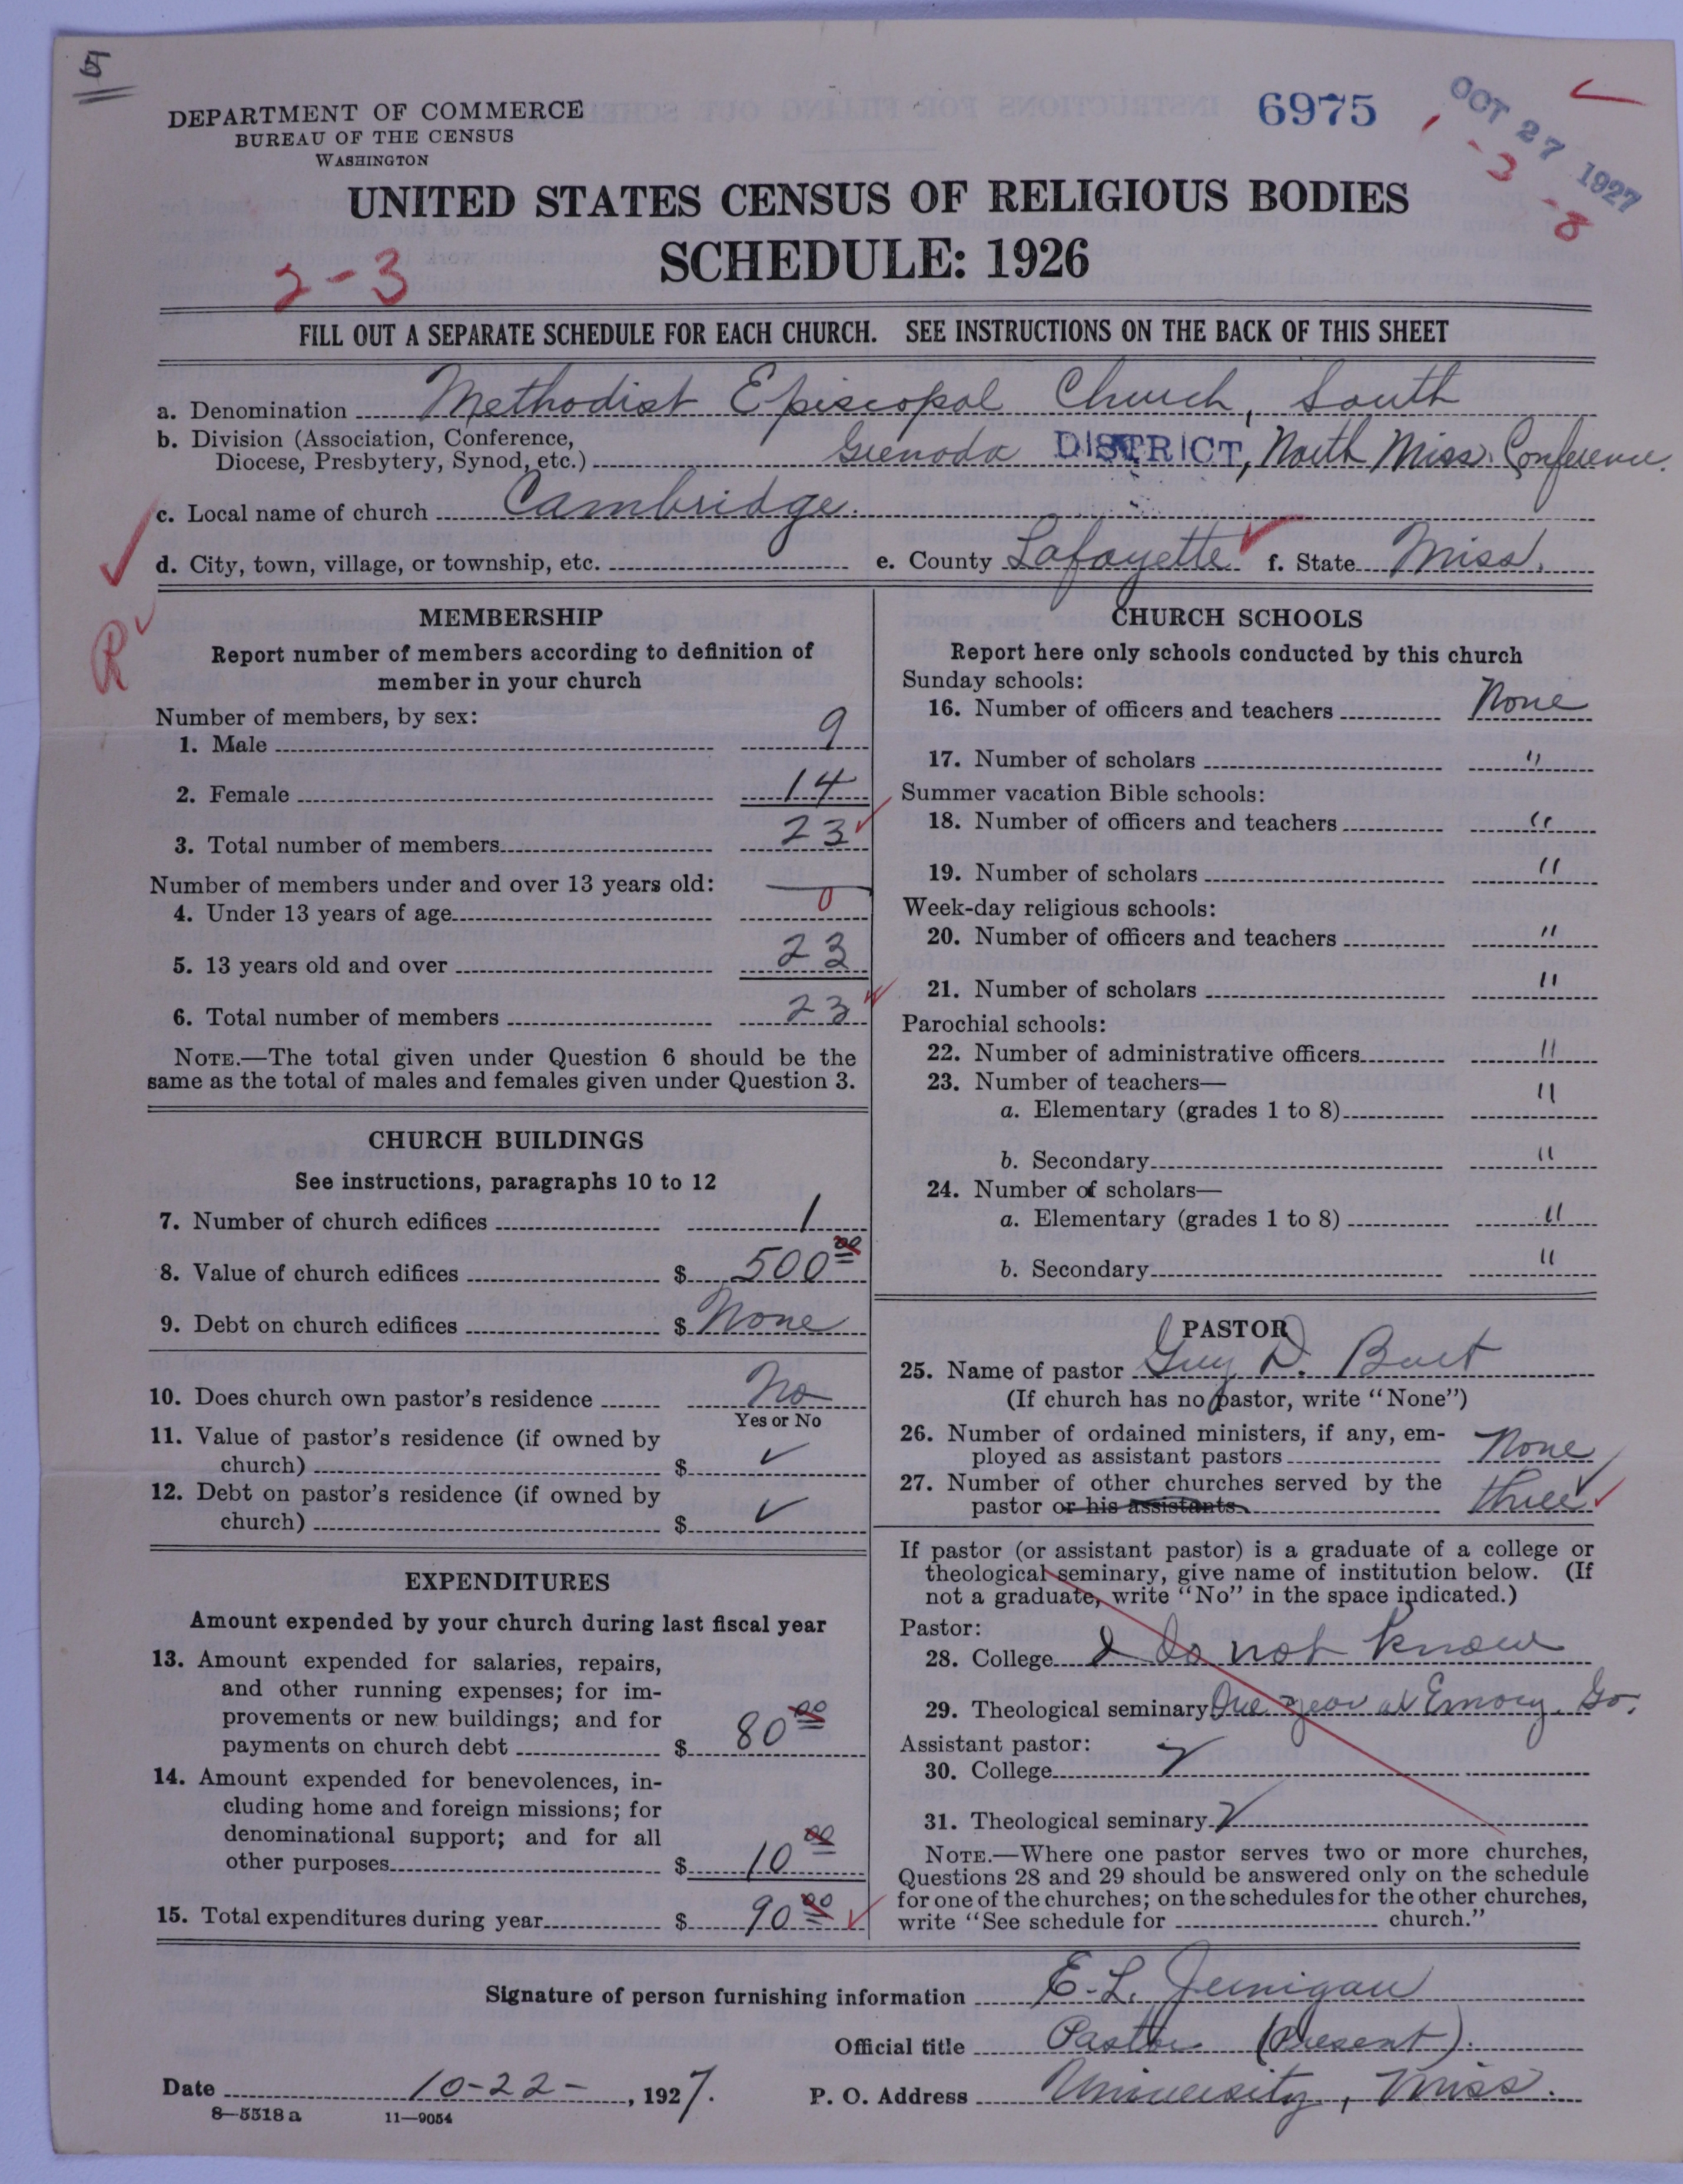 5
DEPARTMENT OF COMMERCE
BUREAU OF THE CENSUS
WASHINGTON
6975
OCT 27 1927
1 - 3 - 8
UNITED STATES CENSUS OF RELIGIOUS BODIES
SCHEDULE: 1926
2-3
FILL OUT A SEPARATE SCHEDULE FOR EACH CHURCH. SEE INSTRUCTIONS ON THE BACK OF THIS SHEET
a. Denomination Methodist Episcopal Church, South
b. Division (Association, Conference,
Diocese, Presbytery, Synod, etc.) Grenada DISTRICT, North Miss. Conference.
c. Local name of church Cambridge.
d. City, town, village, or township, etc. e. County Lafayette f. State Miss.
R
MEMBERSHIP
Report number of members according to definition of
member in your church
Number of members, by sex:
1. Male 9
2. Female 14
3. Total number of members 23
Number of members under and over 13 years old:
4. Under 13 years of age 0
5. 13 years old and over 23
6. Total number of members 23
NOTE.—The total given under Question 6 should be the
same as the total of males and females given under Question 3.
CHURCH BUILDINGS
See instructions, paragraphs 10 to 12
7. Number of church edifices 1
8. Value of church edifices $ 500 00
9. Debt on church edifices $ None
10. Does church own pastor's residence No
Yes or No
11. Value of pastor's residence (if owned by
church) $ ✓
12. Debt on pastor's residence (if owned by
church) $ ✓
EXPENDITURES
Amount expended by your church during last fiscal year
13. Amount expended for salaries, repairs,
and other running expenses; for im-
provements or new buildings; and for
payments on church debt $ 80 00
14. Amount expended for benevolences, in-
cluding home and foreign missions; for
denominational support; and for all
other purposes $ 10 00
15. Total expenditures during year $ 90 00
CHURCH SCHOOLS
Report here only schools conducted by this church
Sunday schools:
16. Number of officers and teachers None
17. Number of scholars "
Summer vacation Bible schools:
18. Number of officers and teachers "
19. Number of scholars "
Week-day religious schools:
20. Number of officers and teachers "
21. Number of scholars "
Parochial schools:
22. Number of administrative officers "
23. Number of teachers—
a. Elementary (grades 1 to 8) "
b. Secondary "
24. Number of scholars—
a. Elementary (grades 1 to 8) "
b. Secondary "
PASTOR
25. Name of pastor Guy D.
(If church has no pastor, write "None")
26. Number of ordained ministers, if any, em-
ployed as assistant pastors None
27. Number of other churches served by the
pastor or his assistants three
If pastor (or assistant pastor) is a graduate of a college or
theological seminary, give name of institution below. (If
not a graduate, write "No" in the space indicated.)
Pastor:
28. College I do not know
29. Theological seminary One year at Emory. Ga.
Assistant pastor:
30. College ✓
31. Theological seminary ✓
NOTE.—Where one pastor serves two or more churches,
Questions 28 and 29 should be answered only on the schedule
for one of the churches; on the schedules for the other churches,
write "See schedule for church."
Signature of person furnishing information E. L. Jernigan
Official title Pastor (Present).
Date 10-22-, 1927. P. O. Address University, Miss.
8—5518 a 11—9054